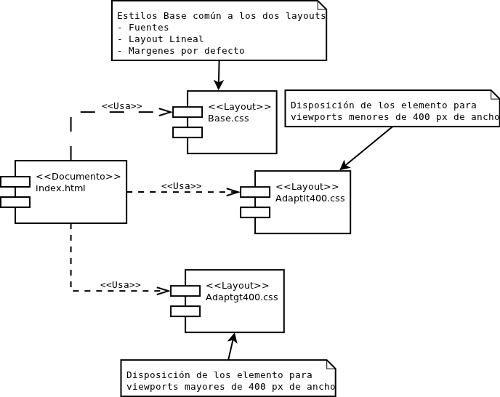 Estilos Base común a los dos layouts
- Fuentes
- Layout Lineal
- Margenes por defecto
<<Usa>>
<<Layout>>
Base.css
Disposición de los elemento para
viewports menores de 400 px de ancho
<<Documento>>
index.html
<<Usa>>
<<Layout>>
Adaptlt400.css
<<Usa>>
<<Layout>>
Adaptgt400.css
Disposición de los elemento para
viewports mayores de 400 px de ancho